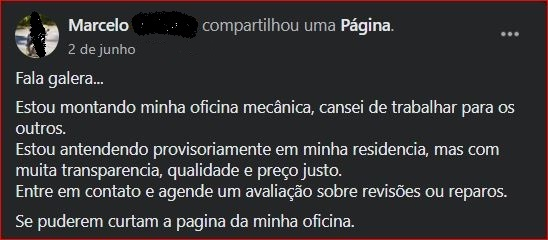 Marcelo compartilhou uma Página.
2 de junho
Fala galera...
Estou montando minha oficina mecânica, cansei de trabalhar para os
outros.
Estou antendendo provisoriamente em minha residencia, mas com
muita transparencia, qualidade e preço justo.
Entre em contato e agende um avaliação sobre revisões ou reparos.
Se puderem curtam a pagina da minha oficina.